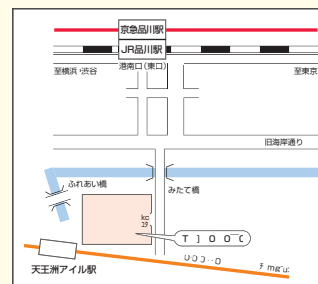 京急品川駅
JR品川駅
港南口(東口)
至横浜・渋谷
至東京
旧海岸通り
ふれあい橋
みたて橋
天王洲アイル駅